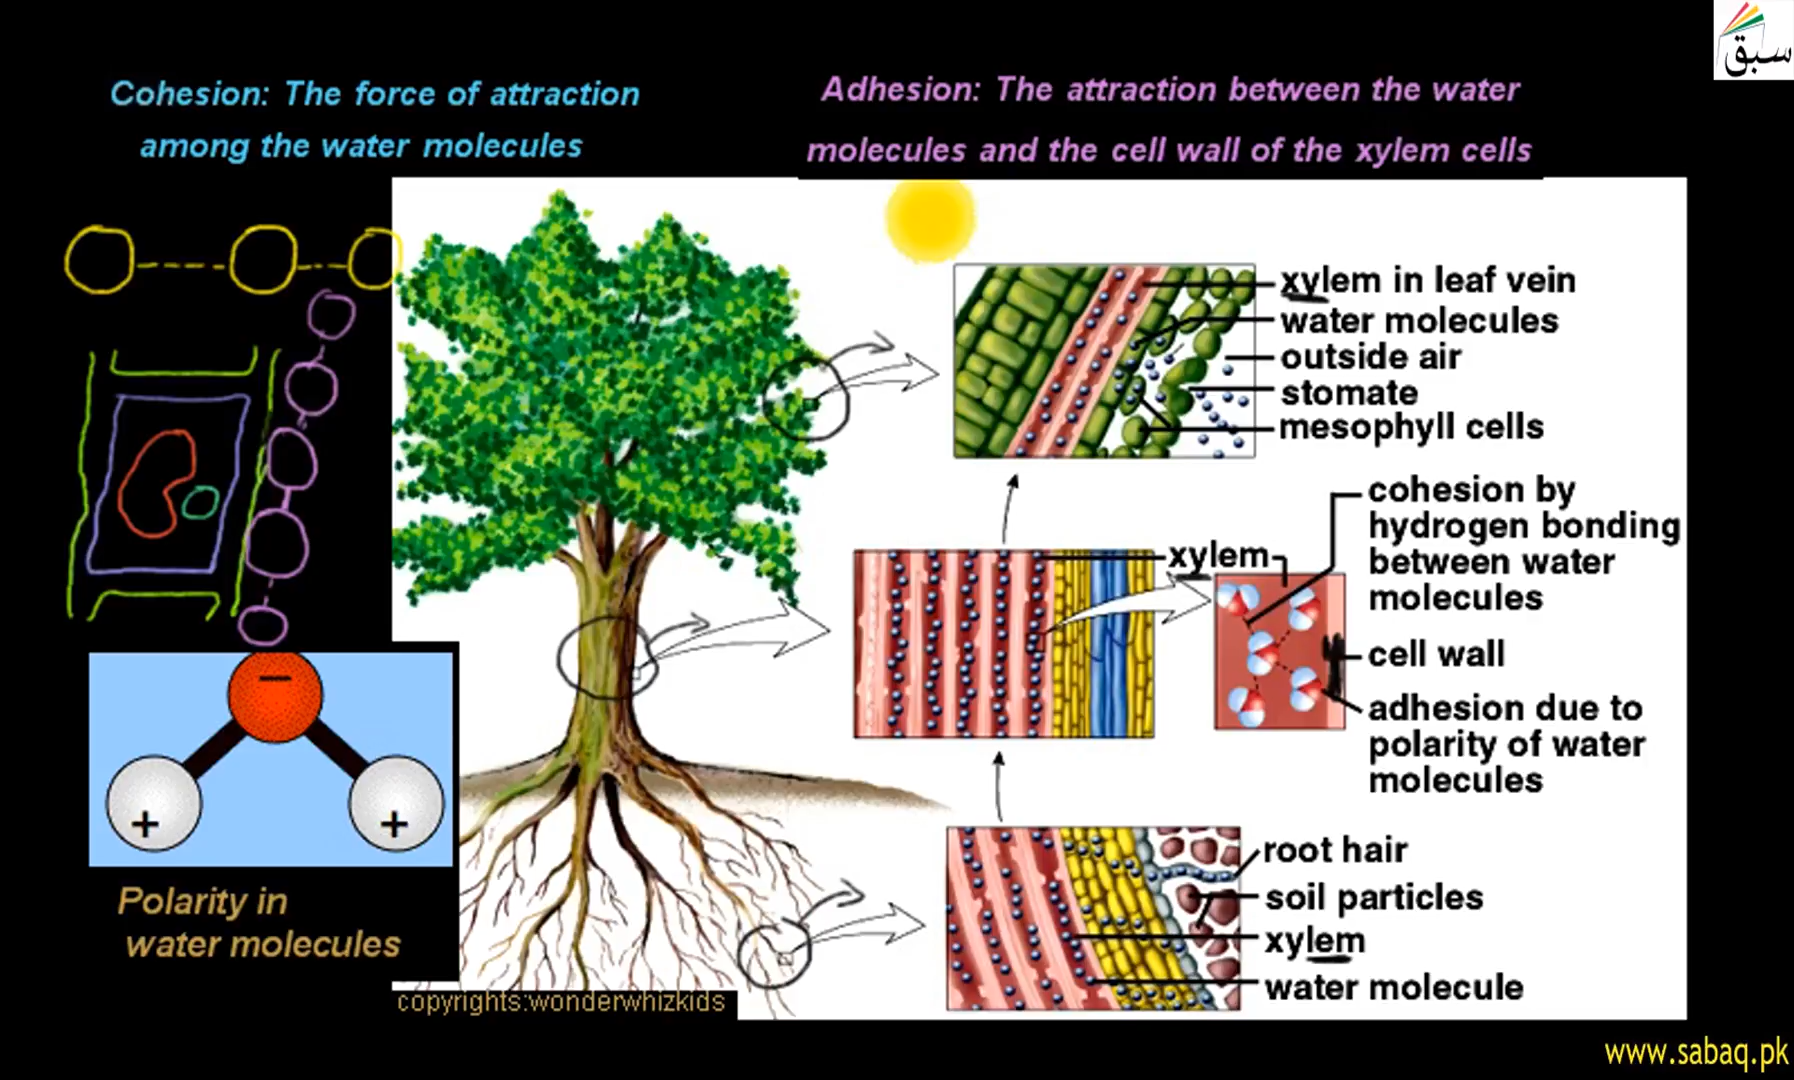 سبق
Cohesion: The force of attraction
among the water molecules
Adhesion: The attraction between the water
molecules and the cell wall of the xylem cells
xylem in leaf vein
water molecules
outside air
stomate
mesophyll cells
cohesion by
hydrogen bonding
between water
molecules
xylem
cell wall
adhesion due to
polarity of water
molecules
−
+ +
Polarity in
water molecules
root hair
soil particles
xylem
water molecule
copyrights:wonderwhizkids
www.sabaq.pk